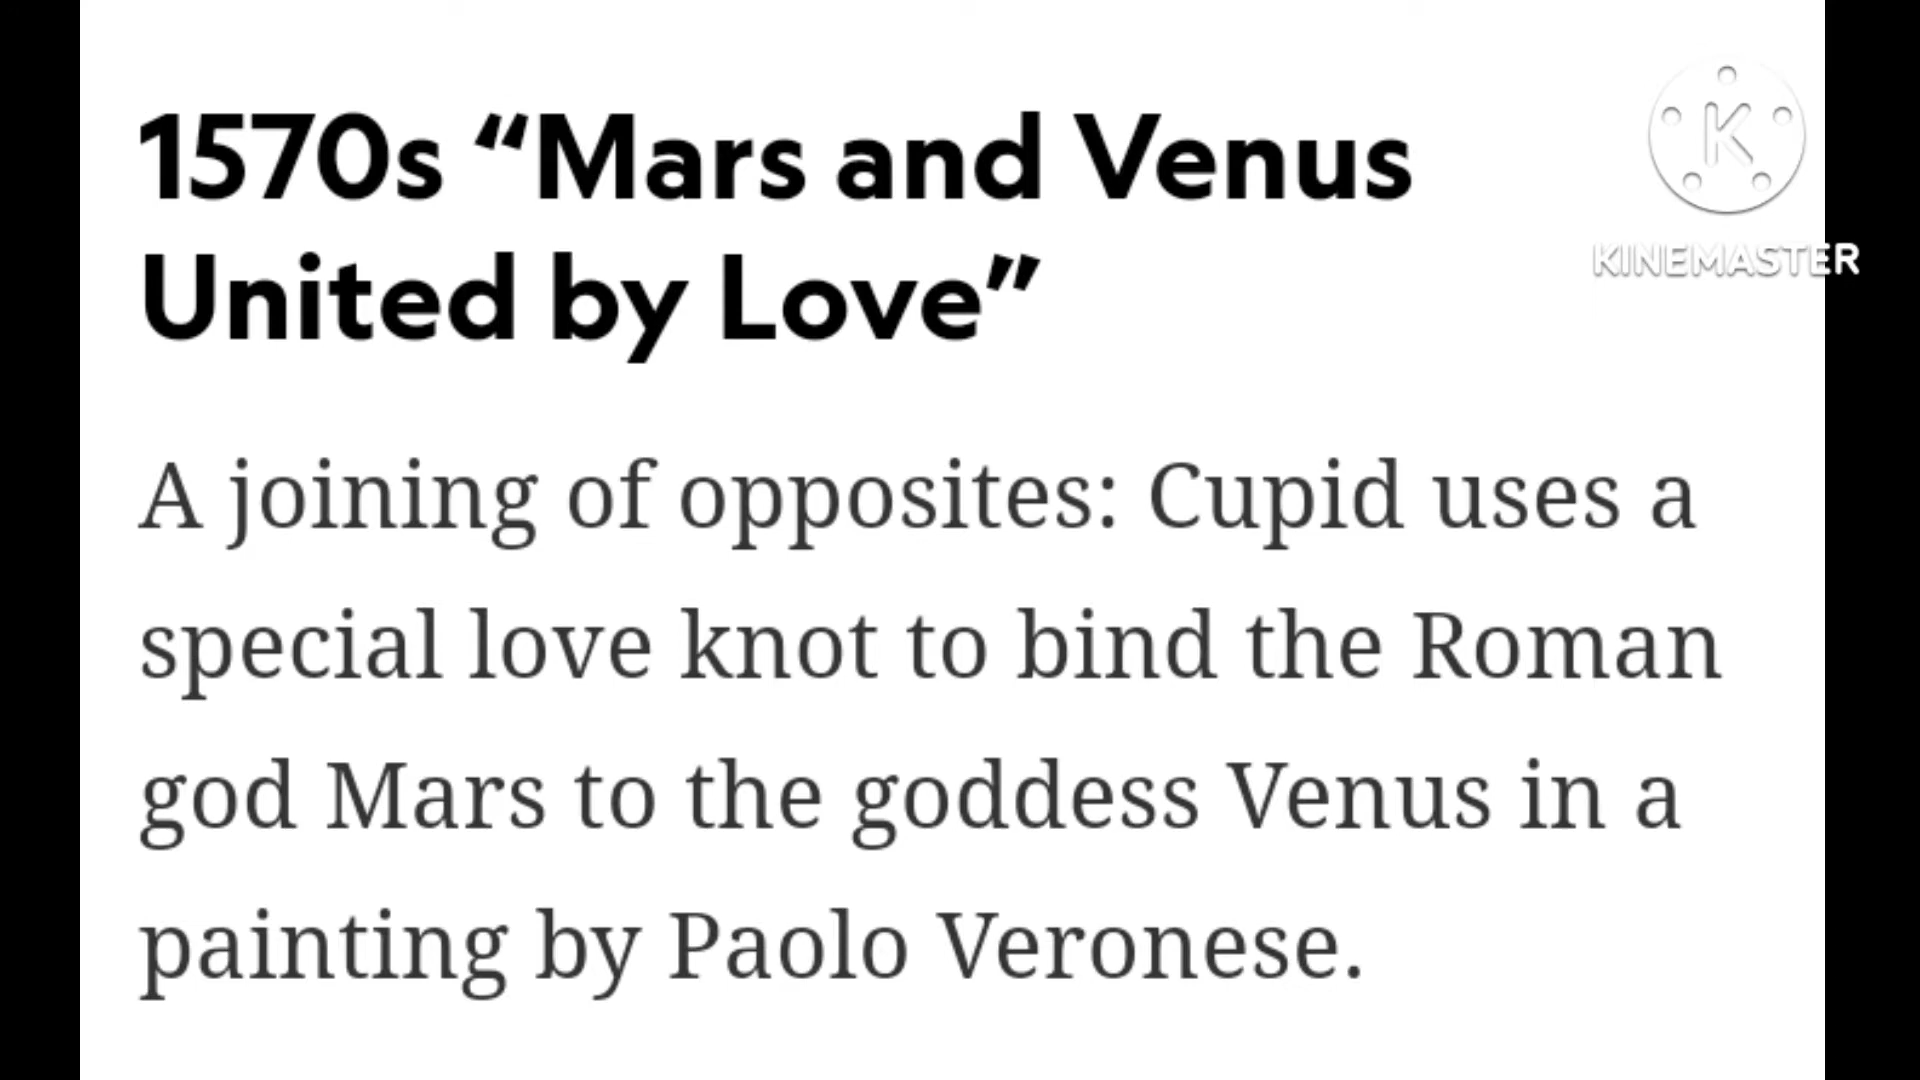 1570s “Mars and Venus
United by Love”
A joining of opposites: Cupid uses a
special love knot to bind the Roman
god Mars to the goddess Venus in a
painting by Paolo Veronese.
K
KINEMASTER